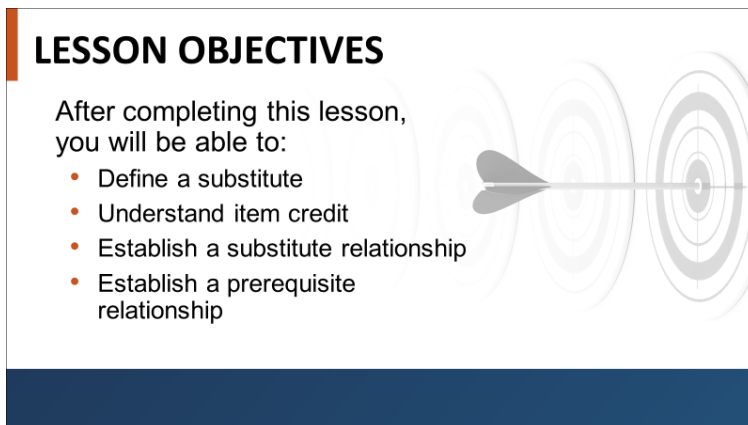 LESSON OBJECTIVES
After completing this lesson,
you will be able to:
• Define a substitute
• Understand item credit
• Establish a substitute relationship
• Establish a prerequisite
relationship